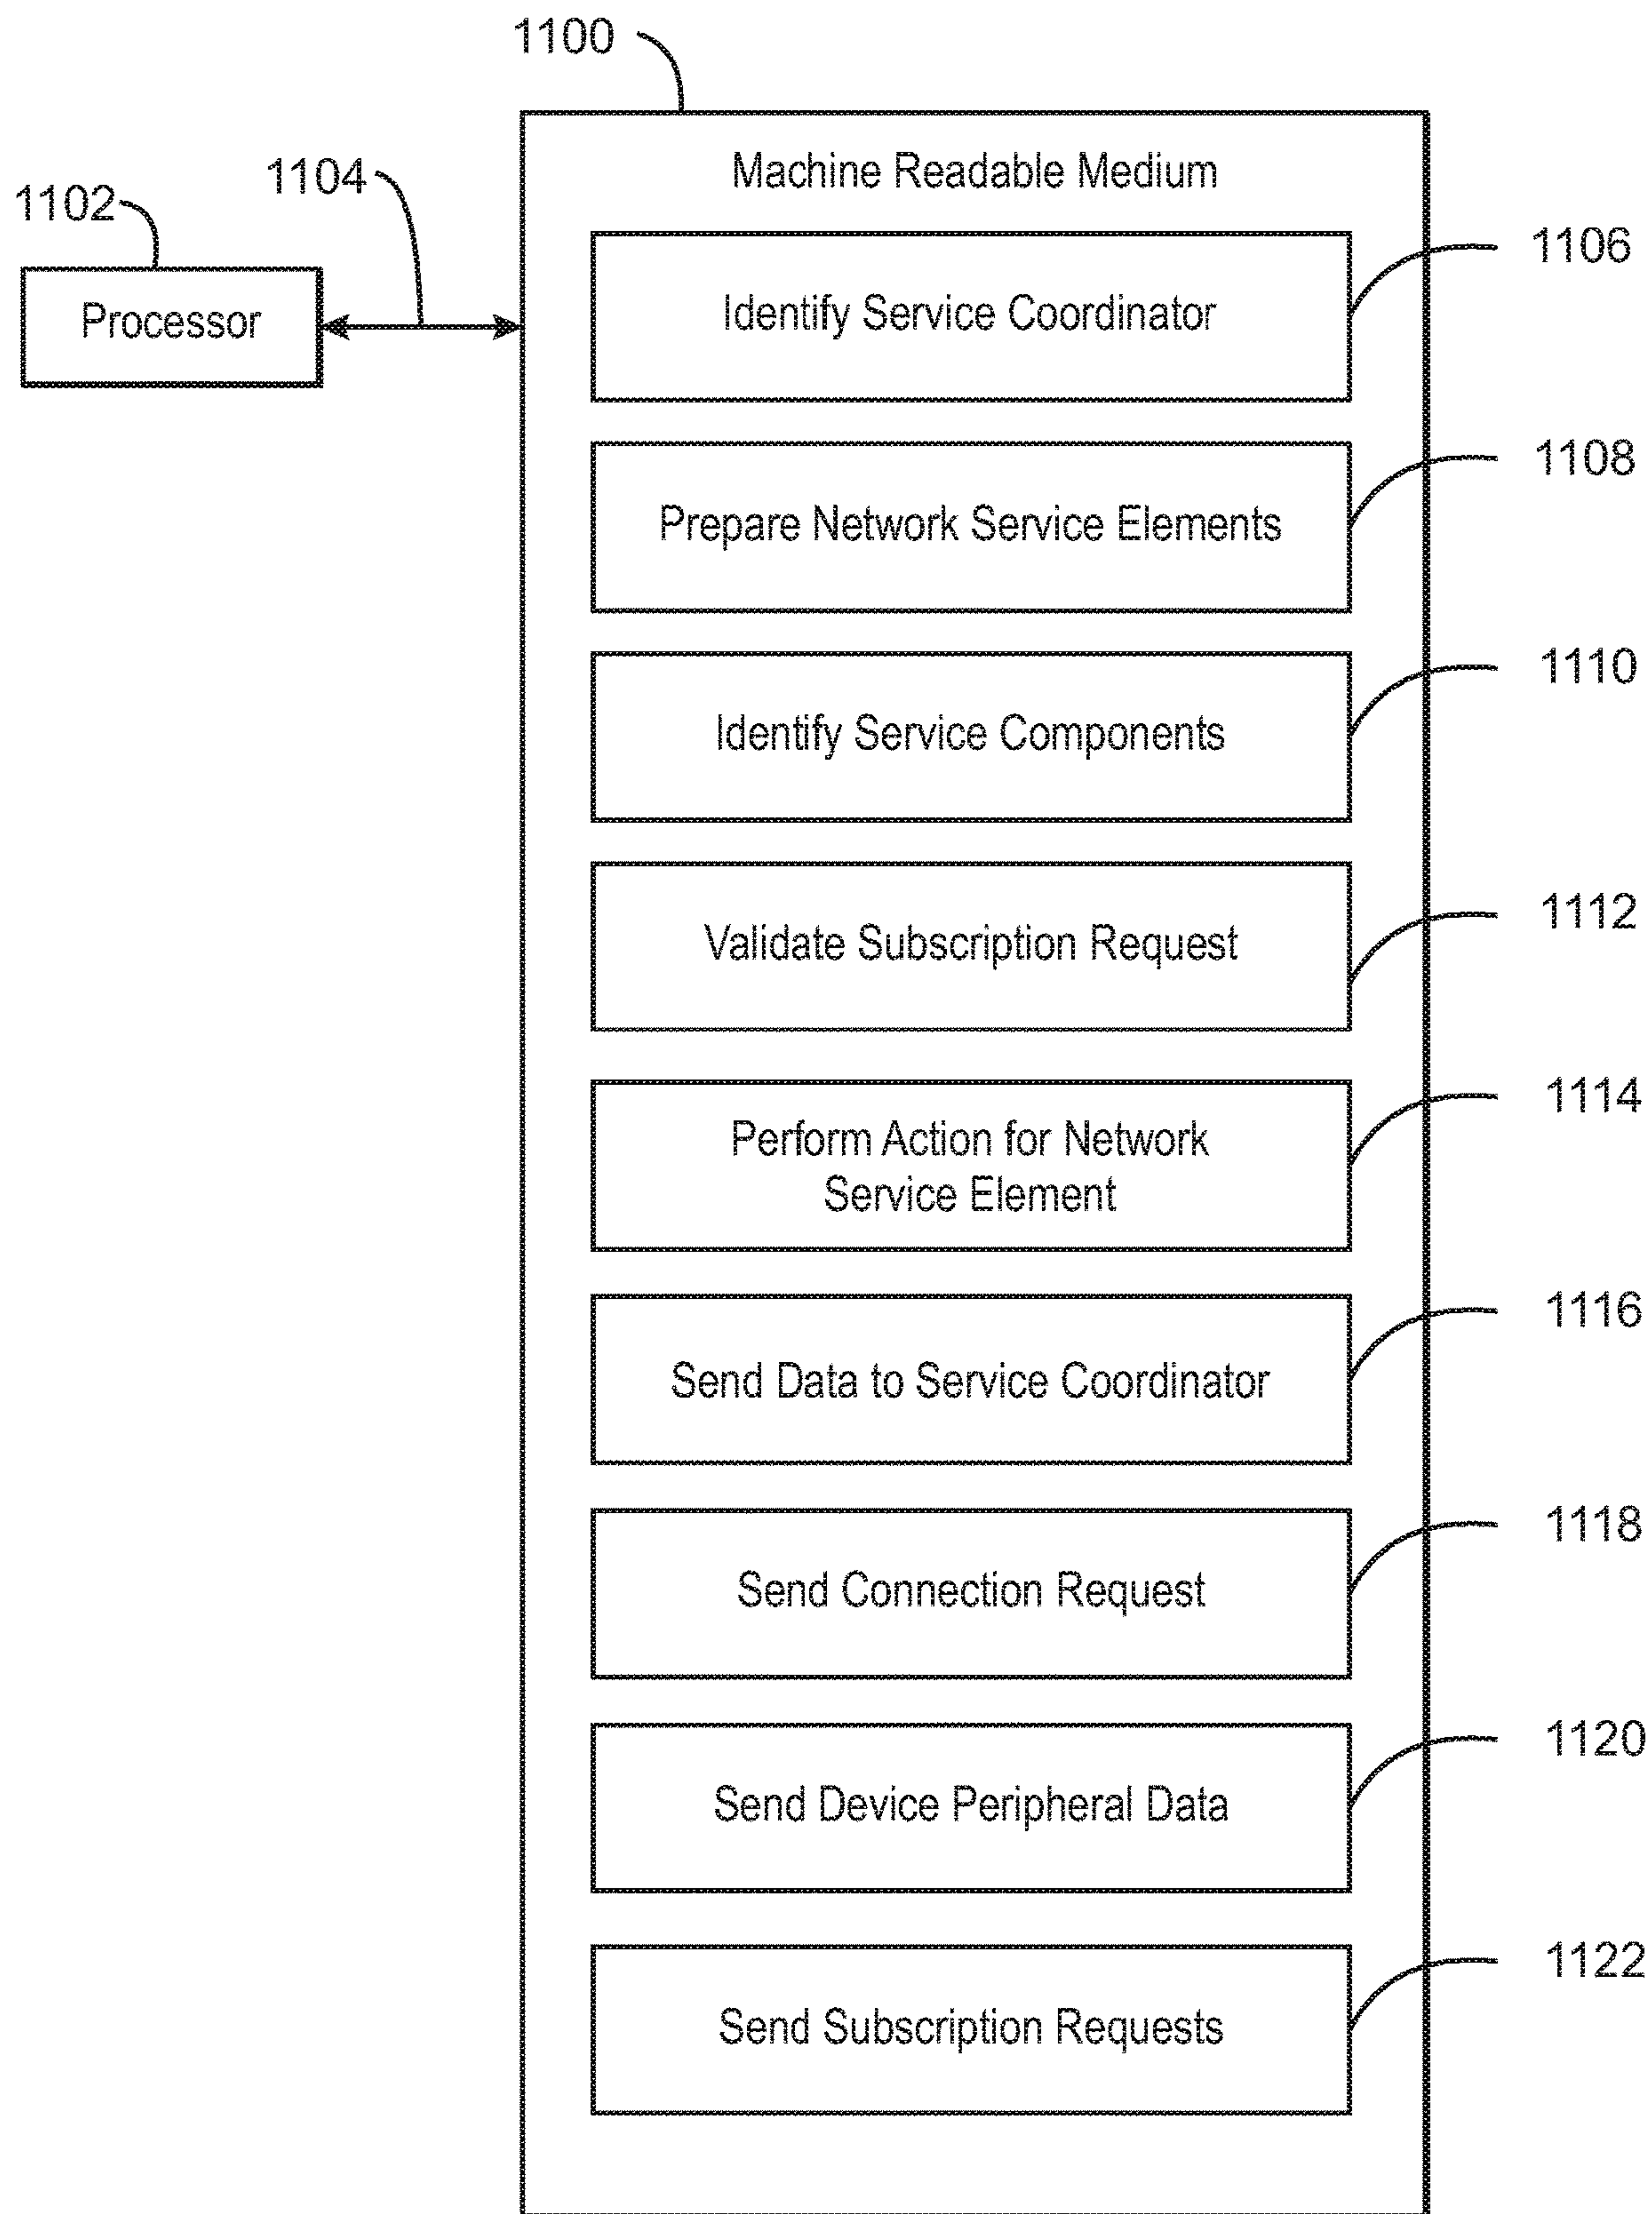 1100
Machine Readable Medium
1104
1102
Processor
1106
Identify Service Coordinator
1108
Prepare Network Service Elements
1110
Identify Service Components
1112
Validate Subscription Request
1114
Perform Action for Network
Service Element
1116
Send Data to Service Coordinator
1118
Send Connection Request
1120
Send Device Peripheral Data
1122
Send Subscription Requests